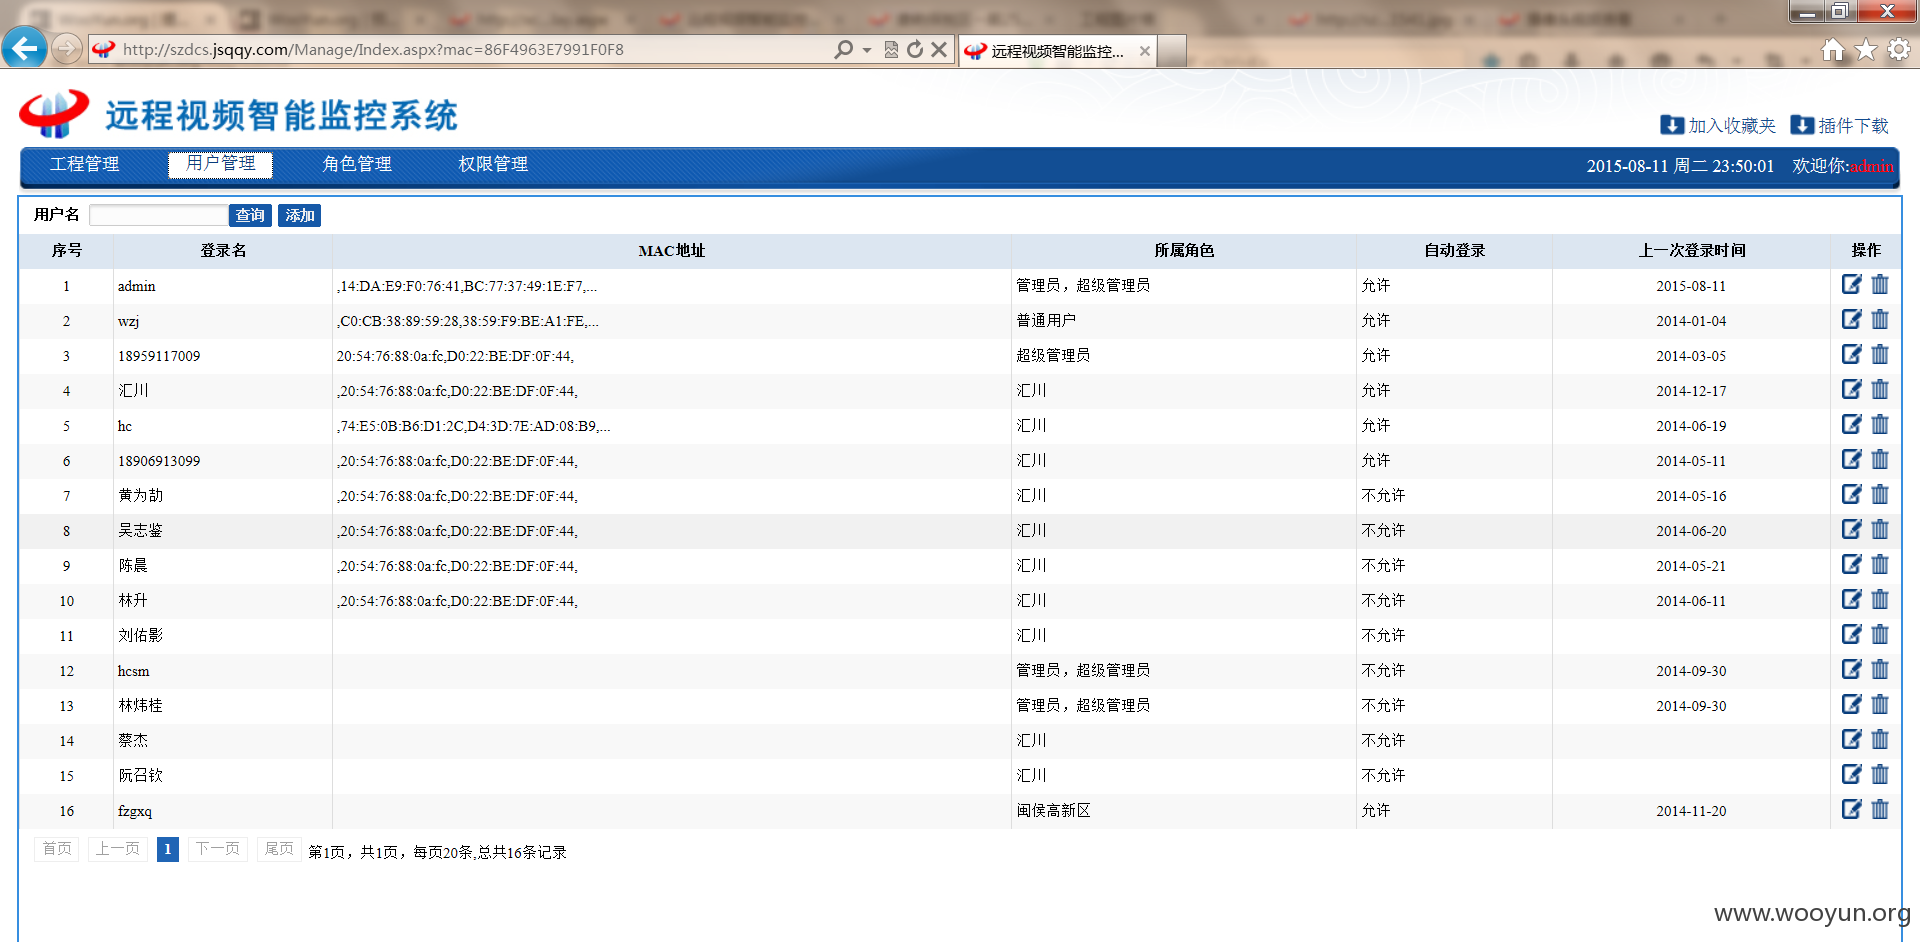 http://szdcs.jsqqy.com/Manage/Index.aspx?mac=86F4963E7991F0F8
远程视频智能监控...
远程视频智能监控系统
加入收藏夹 插件下载
工程管理 用户管理 角色管理 权限管理 2015-08-11 周二 23:50:01 欢迎你:admin
用户名 查询 添加
序号 登录名 MAC地址 所属角色 自动登录 上一次登录时间 操作
1 admin ,14:DA:E9:F0:76:41,BC:77:37:49:1E:F7,... 管理员，超级管理员 允许 2015-08-11
2 wzj ,C0:CB:38:89:59:28,38:59:F9:BE:A1:FE,... 普通用户 允许 2014-01-04
3 18959117009 20:54:76:88:0a:fc,D0:22:BE:DF:0F:44, 超级管理员 允许 2014-03-05
4 汇川 ,20:54:76:88:0a:fc,D0:22:BE:DF:0F:44, 汇川 允许 2014-12-17
5 hc ,74:E5:0B:B6:D1:2C,D4:3D:7E:AD:08:B9,... 汇川 允许 2014-06-19
6 18906913099 ,20:54:76:88:0a:fc,D0:22:BE:DF:0F:44, 汇川 允许 2014-05-11
7 黄为劼 ,20:54:76:88:0a:fc,D0:22:BE:DF:0F:44, 汇川 不允许 2014-05-16
8 吴志鉴 ,20:54:76:88:0a:fc,D0:22:BE:DF:0F:44, 汇川 不允许 2014-06-20
9 陈晨 ,20:54:76:88:0a:fc,D0:22:BE:DF:0F:44, 汇川 不允许 2014-05-21
10 林升 ,20:54:76:88:0a:fc,D0:22:BE:DF:0F:44, 汇川 不允许 2014-06-11
11 刘佑影 汇川 不允许
12 hcsm 管理员，超级管理员 不允许 2014-09-30
13 林炜桂 管理员，超级管理员 不允许 2014-09-30
14 蔡杰 汇川 不允许
15 阮召钦 汇川 不允许
16 fzgxq 闽侯高新区 允许 2014-11-20
首页 上一页 1 下一页 尾页 第1页，共1页，每页20条,总共16条记录
www.wooyun.org